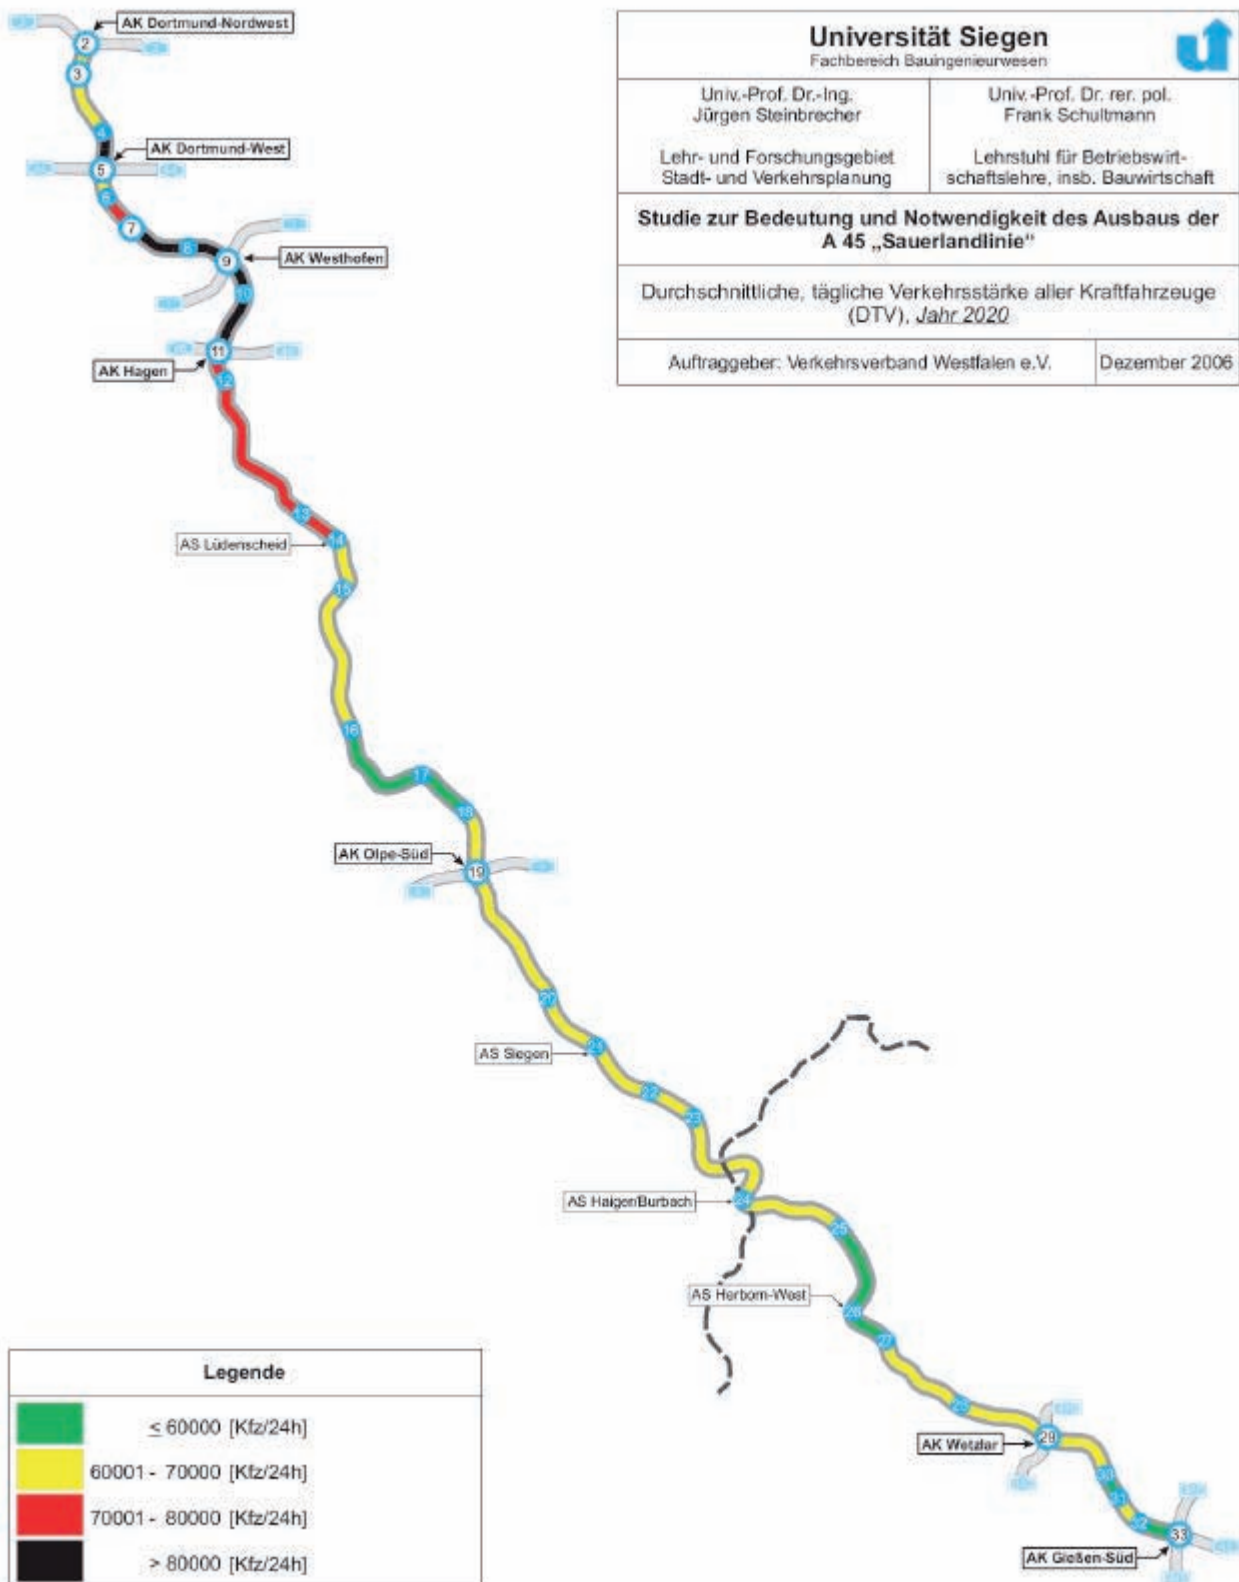 AK Dortmund-Nordwest
2
3
4
AK Dortmund-West
5
6
7
8
9
AK Westhofen
10
11
AK Hagen
12
13
14
AS Lüdenscheid
15
16
17
18
AK Olpe-Süd
19
20
21
AS Siegen
22
23
24
AS Haiger/Burbach
25
AS Herborn-West
26
27
28
29
AK Wetzlar
30
31
32
33
AK Gießen-Süd
Universität Siegen
Fachbereich Bauingenieurwesen
Univ.-Prof. Dr.-Ing.
Jürgen Steinbrecher
Lehr- und Forschungsgebiet
Stadt- und Verkehrsplanung
Univ.-Prof. Dr. rer. pol.
Frank Schultmann
Lehrstuhl für Betriebswirt-
schaftslehre, insb. Bauwirtschaft
Studie zur Bedeutung und Notwendigkeit des Ausbaus der
A 45 „Sauerlandlinie“
Durchschnittliche, tägliche Verkehrsstärke aller Kraftfahrzeuge
(DTV), Jahr 2020
Auftraggeber: Verkehrsverband Westfalen e.V.
Dezember 2006
Legende
≤ 60000 [Kfz/24h]
60001 - 70000 [Kfz/24h]
70001 - 80000 [Kfz/24h]
> 80000 [Kfz/24h]